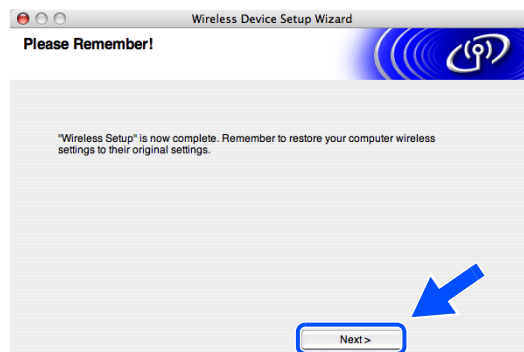 Wireless Device Setup Wizard
Please Remember!
"Wireless Setup" is now complete. Remember to restore your computer wireless
settings to their original settings.
Next >